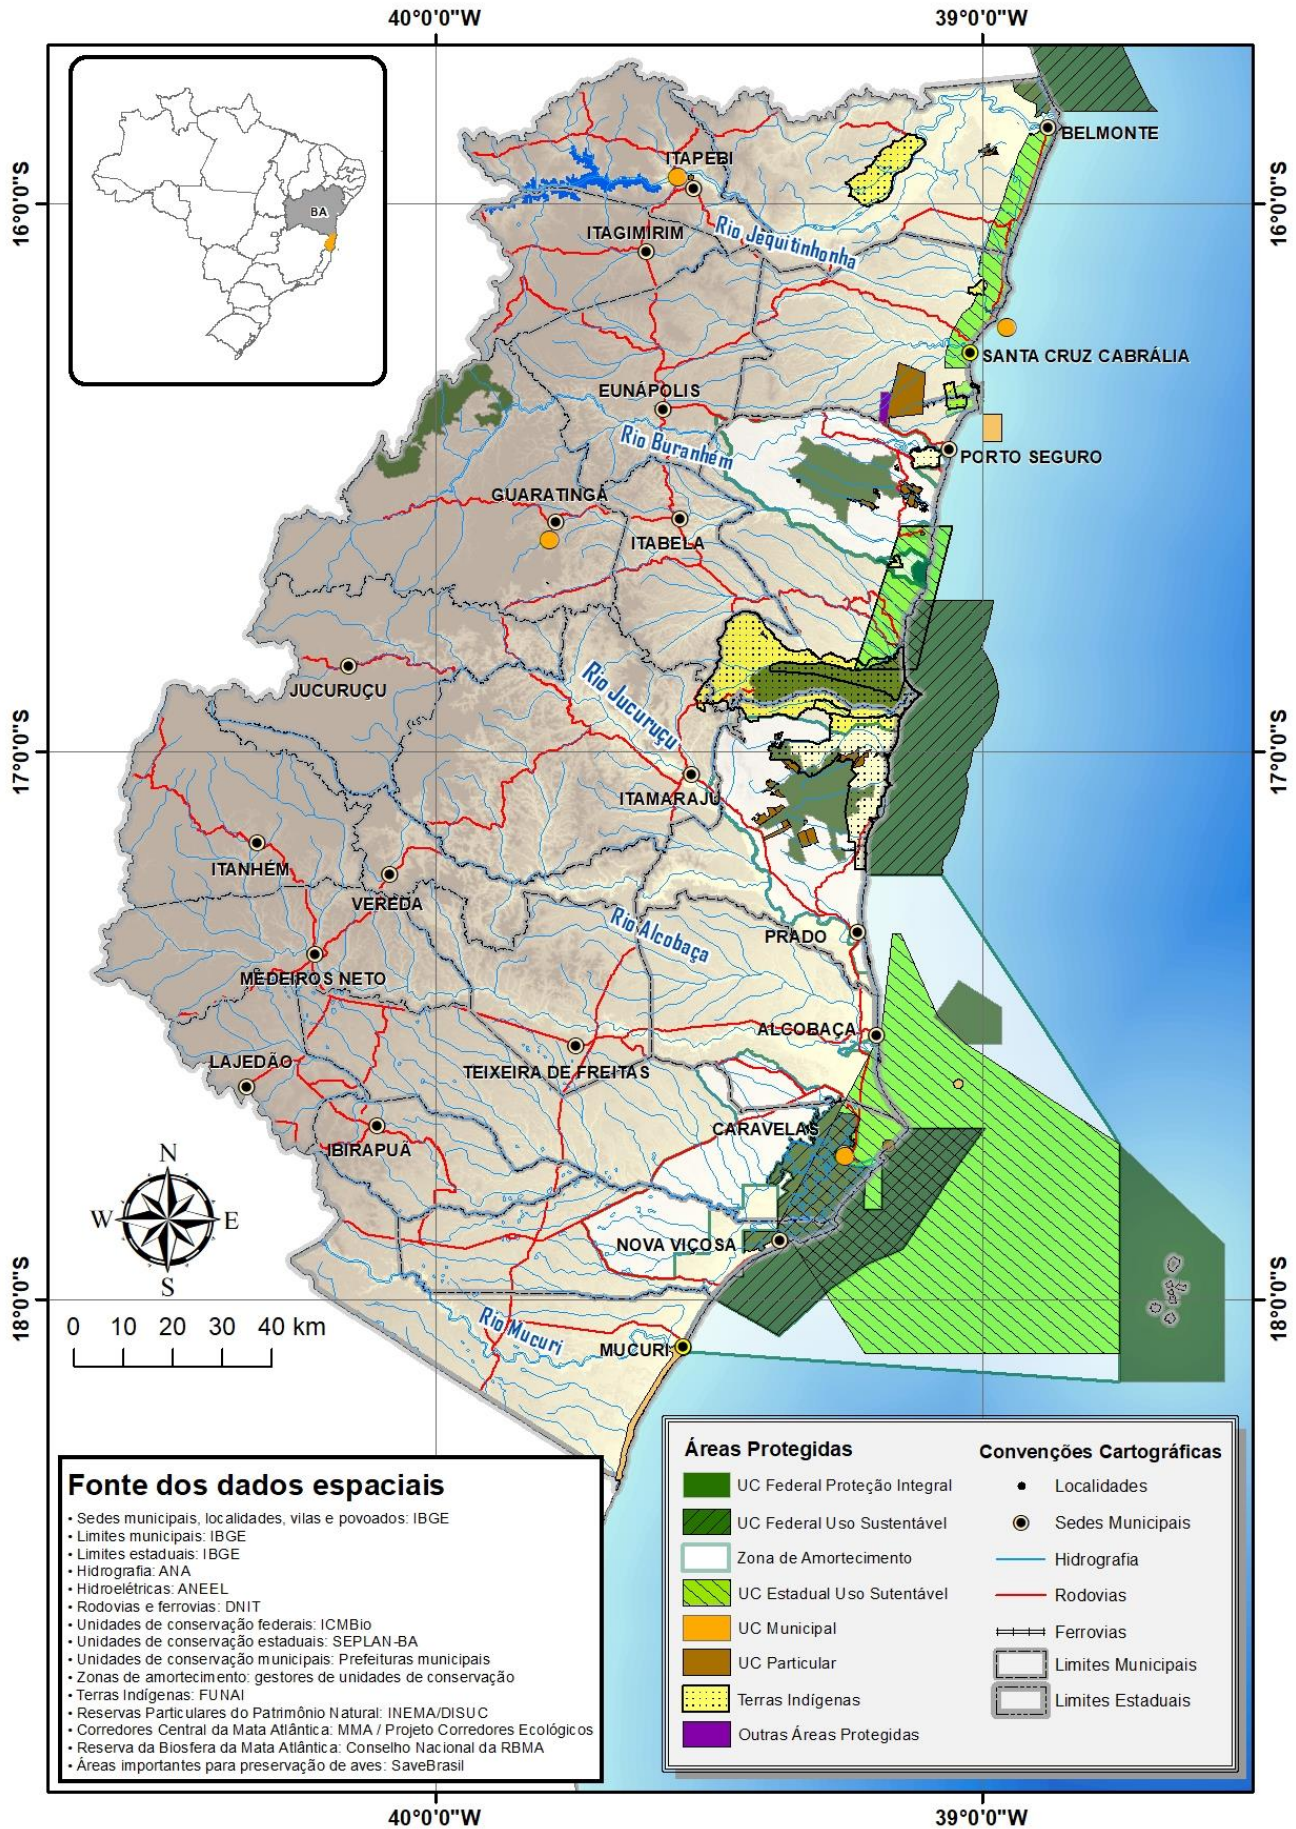 40°0'0"W
39°0'0"W
BA
BELMONTE
ITAPEBI
16°0'0"S
16°0'0"S
ITAGIMIRIM
Rio Jequitinhonha
SANTA CRUZ CABRÁLIA
EUNÁPOLIS
Rio Buranhém
PORTO SEGURO
GUARATINGA
ITABELA
JUCURUÇU
Rio Jucuruçu
17°0'0"S
17°0'0"S
ITAMARAJU
ITANHÉM
VEREDA
Rio Alcobaça
PRADO
MEDEIROS NETO
ALCOBAÇA
LAJEDÃO
TEIXEIRA DE FREITAS
CARAVELAS
IBIRAPUÃ
N
W
E
S
NOVA VIÇOSA
18°0'0"S
18°0'0"S
0 10 20 30 40 km
Rio Mucuri
MUCURI
Fonte dos dados espaciais
• Sedes municipais, localidades, vilas e povoados: IBGE
• Limites municipais: IBGE
• Limites estaduais: IBGE
• Hidrografia: ANA
• Hidroelétricas: ANEEL
• Rodovias e ferrovias: DNIT
• Unidades de conservação federais: ICMBio
• Unidades de conservação estaduais: SEPLAN-BA
• Unidades de conservação municipais: Prefeituras municipais
• Zonas de amortecimento: gestores de unidades de conservação
• Terras Indígenas: FUNAI
• Reservas Particulares do Patrimônio Natural: INEMA/DISUC
• Corredores Central da Mata Atlântica: MMA / Projeto Corredores Ecológicos
• Reserva da Biosfera da Mata Atlântica: Conselho Nacional da RBMA
• Áreas importantes para preservação de aves: SaveBrasil
Áreas Protegidas
UC Federal Proteção Integral
UC Federal Uso Sustentável
Zona de Amortecimento
UC Estadual Uso Sutentável
UC Municipal
UC Particular
Terras Indígenas
Outras Áreas Protegidas
Convenções Cartográficas
Localidades
Sedes Municipais
Hidrografia
Rodovias
Ferrovias
Limites Municipais
Limites Estaduais
40°0'0"W
39°0'0"W